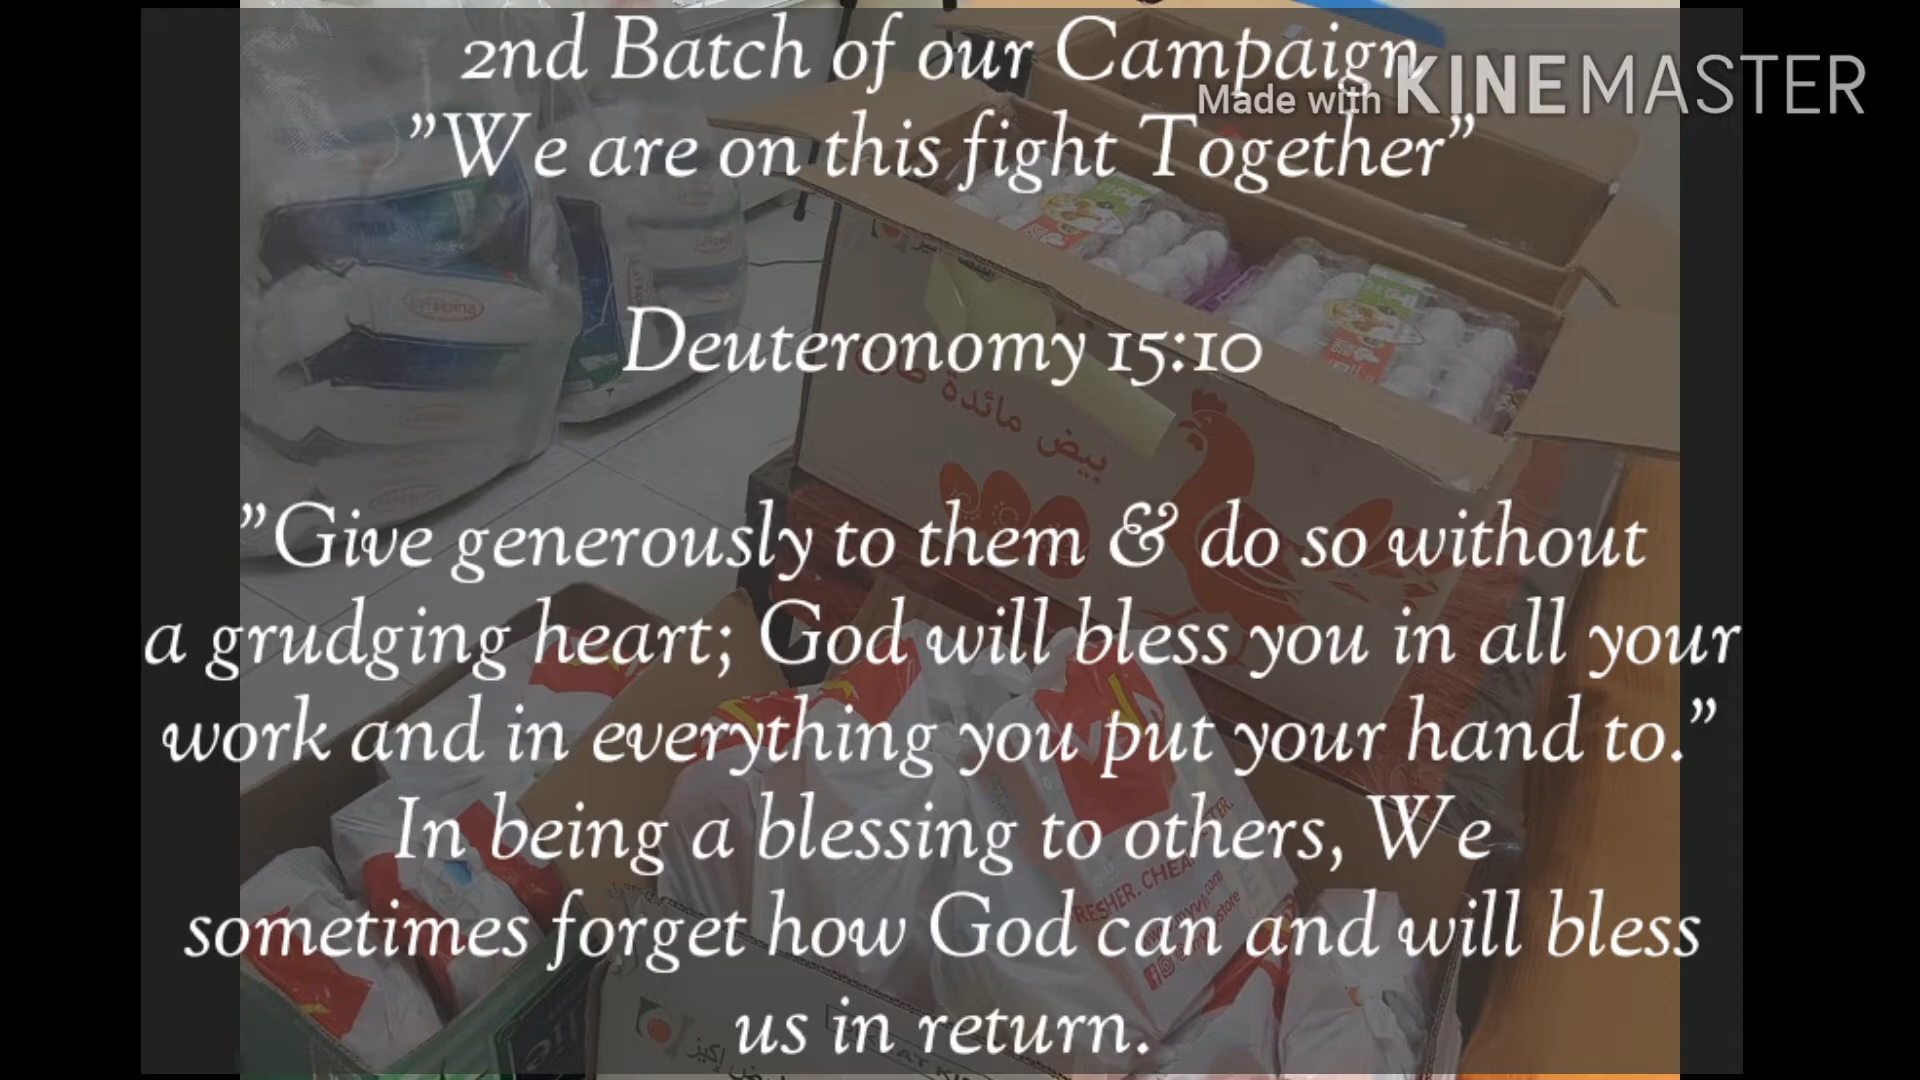 2nd Batch of our Campaign
"We are on this fight Together"
Made with KINEMASTER
Deuteronomy 15:10
"Give generously to them & do so without
a grudging heart; God will bless you in all your
work and in everything you put your hand to."
In being a blessing to others, We
sometimes forget how God can and will bless
us in return.
بيض مائدة طازج